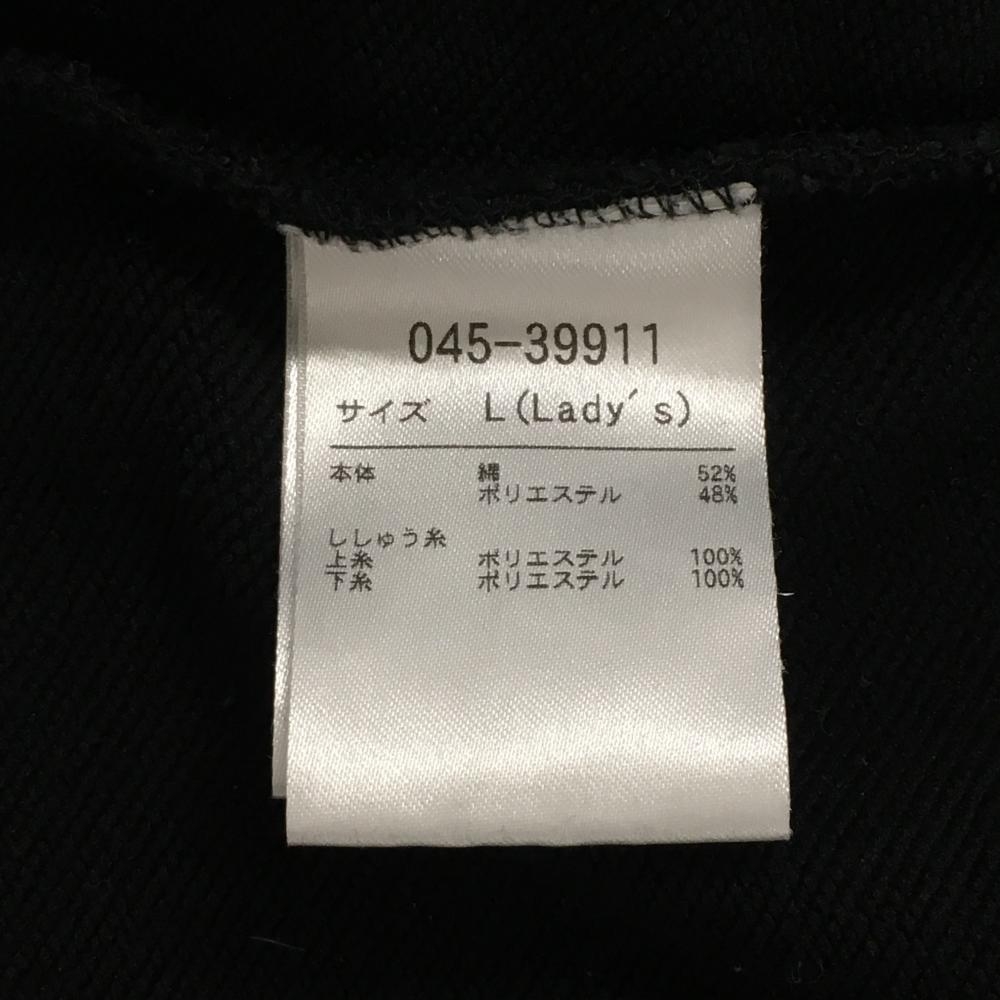 045-39911
サイズ L(Lady's)
本体 綿 52%
ポリエステル 48%
ししゅう糸
上糸 ポリエステル 100%
下糸 ポリエステル 100%